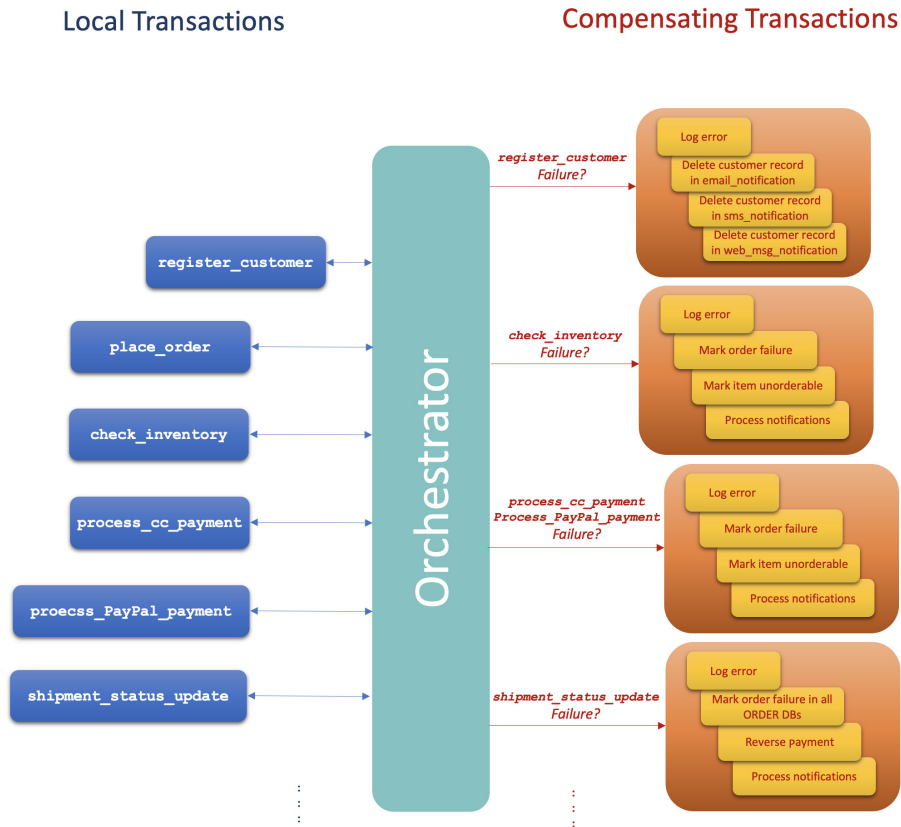 Local Transactions
Compensating Transactions
register_customer
place_order
check_inventory
process_cc_payment
proecss_PayPal_payment
shipment_status_update
Orchestrator
register_customer
Failure?
Log error
Delete customer record
in email_notification
Delete customer record
in sms_notification
Delete customer record
in web_msg_notification
check_inventory
Failure?
Log error
Mark order failure
Mark item unorderable
Process notifications
process_cc_payment
Process_PayPal_payment
Failure?
Log error
Mark order failure
Mark item unorderable
Process notifications
shipment_status_update
Failure?
Log error
Mark order failure in all
ORDER DBs
Reverse payment
Process notifications